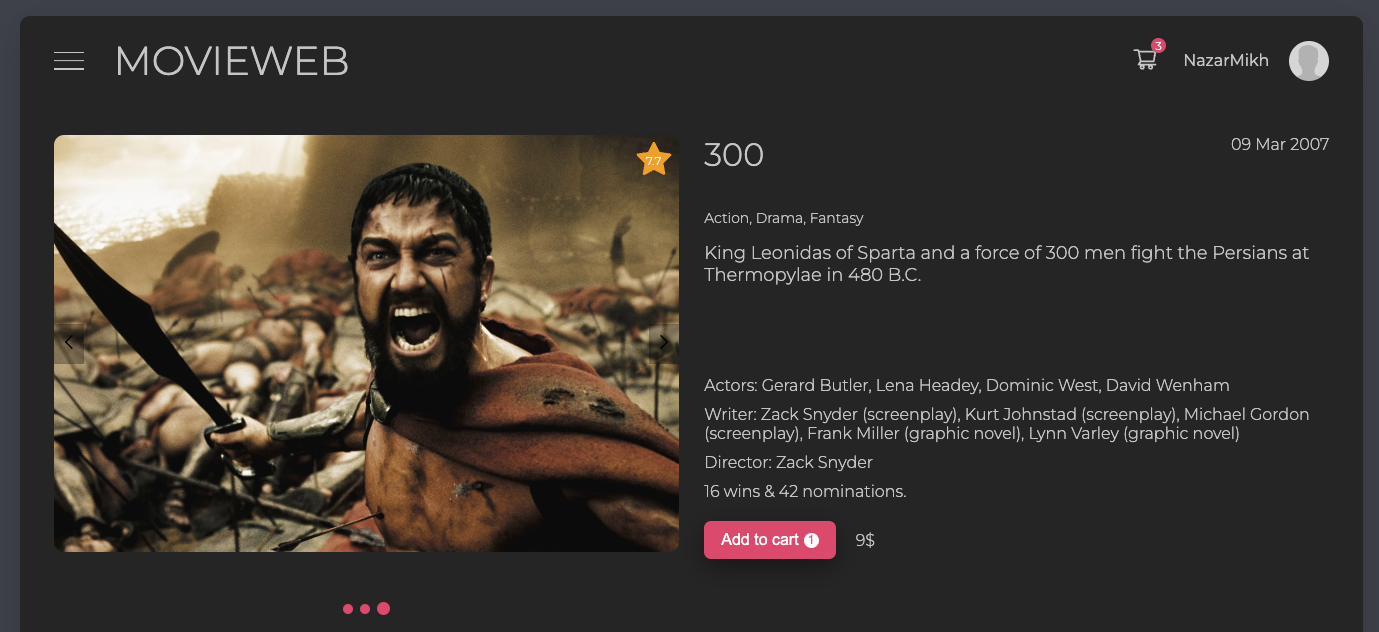 MOVIEWEB
3
NazarMikh
7.7
300
09 Mar 2007
Action, Drama, Fantasy
King Leonidas of Sparta and a force of 300 men fight the Persians at
Thermopylae in 480 B.C.
Actors: Gerard Butler, Lena Headey, Dominic West, David Wenham
Writer: Zack Snyder (screenplay), Kurt Johnstad (screenplay), Michael Gordon
(screenplay), Frank Miller (graphic novel), Lynn Varley (graphic novel)
Director: Zack Snyder
16 wins & 42 nominations.
Add to cart 1
9$